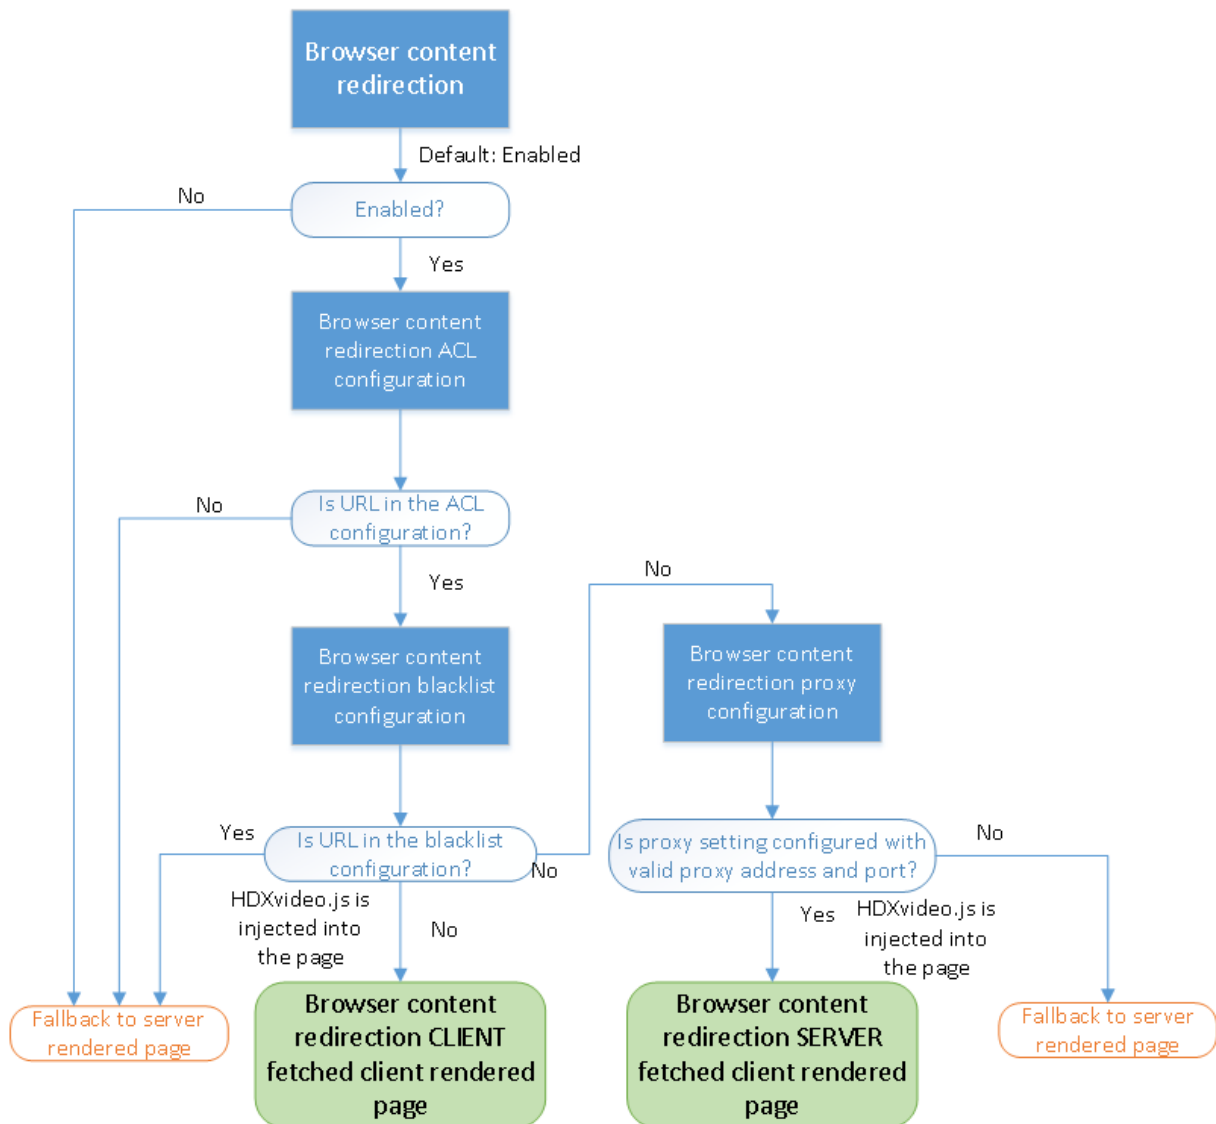 Browser content
redirection
Default: Enabled
No
Enabled?
Yes
Browser content
redirection ACL
configuration
No
Is URL in the ACL
configuration?
Yes
No
Browser content
redirection blacklist
configuration
Browser content
redirection proxy
configuration
Yes
Is URL in the blacklist
configuration?
No
Is proxy setting configured with
valid proxy address and port?
No
HDXvideo.js is
injected into
the page
No
Yes
HDXvideo.js is
injected into
the page
Fallback to server
rendered page
Browser content
redirection CLIENT
fetched client rendered
page
Browser content
redirection SERVER
fetched client rendered
page
Fallback to server
rendered page